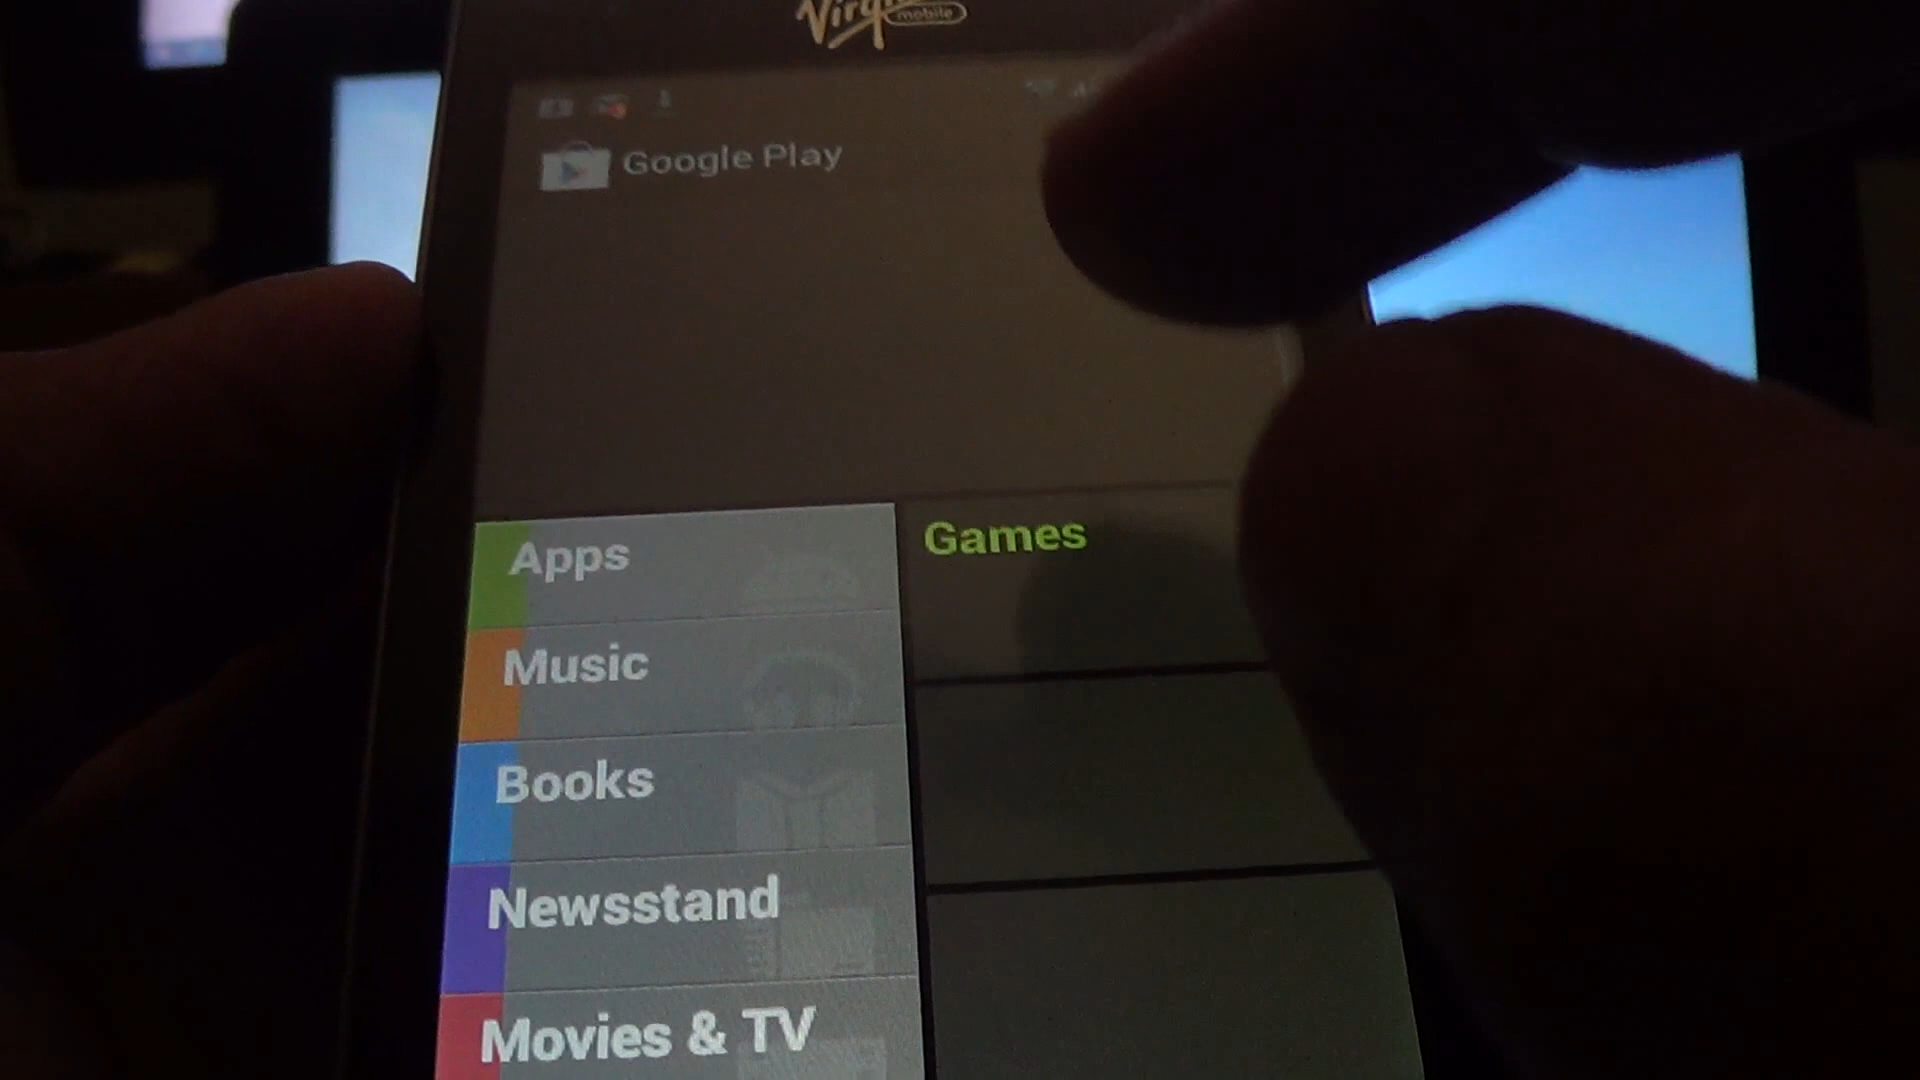 Virgin
mobile
Google Play
Apps
Games
Music
Books
Newsstand
Movies & TV